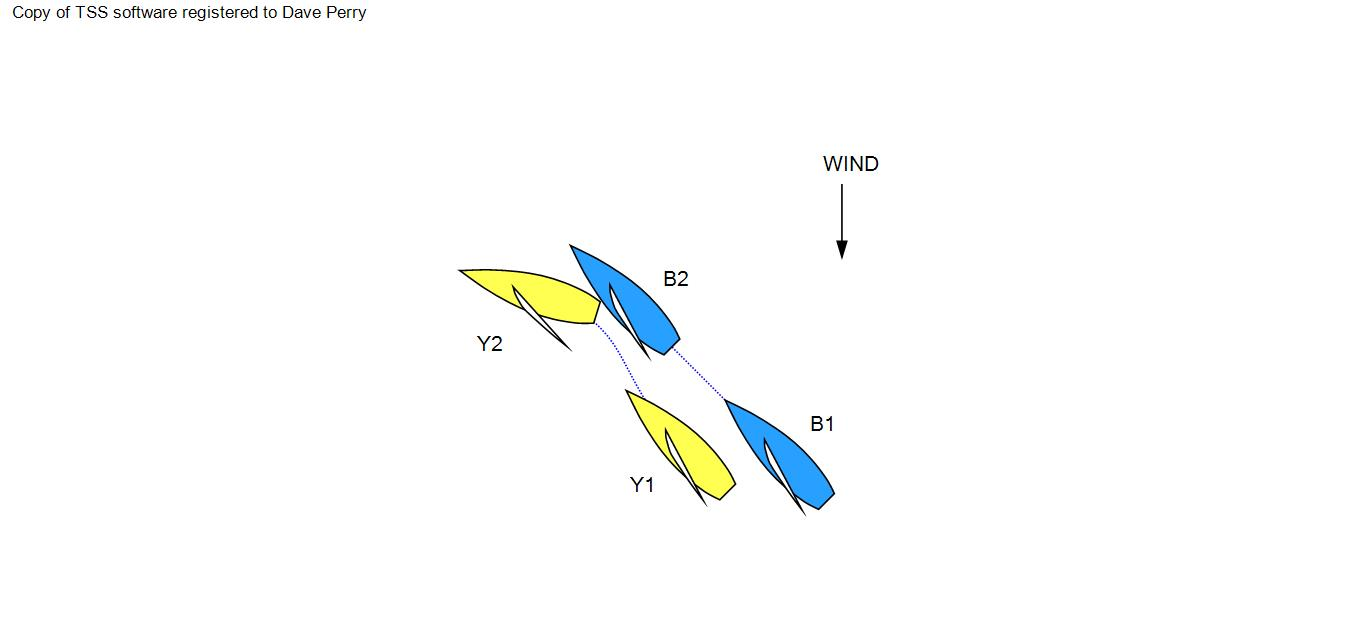 Copy of TSS software registered to Dave Perry
WIND
B2
Y2
B1
Y1